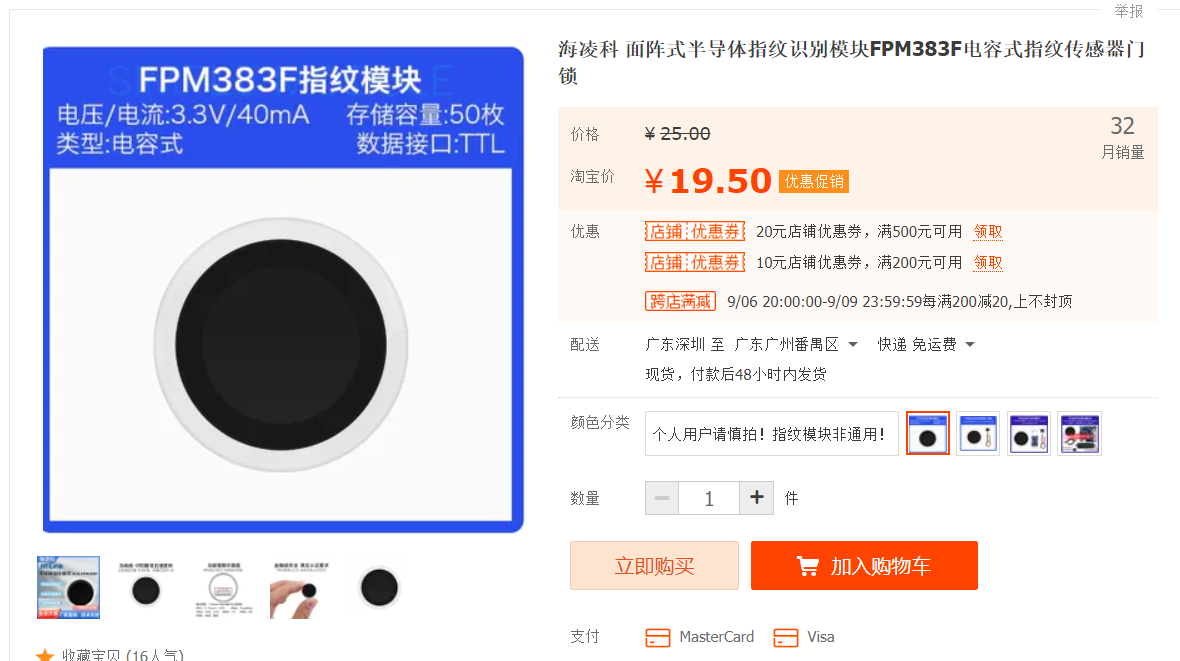 举报
FPM383F指纹模块
电压/电流:3.3V/40mA 存储容量:50枚
类型:电容式 数据接口:TTL
海凌科 面阵式半导体指纹识别模块FPM383F电容式指纹传感器门
锁
价格 ¥ 25.00
32
月销量
淘宝价 ¥ 19.50 优惠促销
优惠 店铺优惠券 20元店铺优惠券，满500元可用 领取
店铺优惠券 10元店铺优惠券，满200元可用 领取
跨店满减 9/06 20:00:00-9/09 23:59:59每满200减20,上不封顶
配送 广东深圳 至 广东广州番禺区 快递 免运费
现货，付款后48小时内发货
颜色分类 个人用户请慎拍！指纹模块非通用！
数量 1 件
立即购买 加入购物车
支付 MasterCard Visa
收藏宝贝 (16人气)